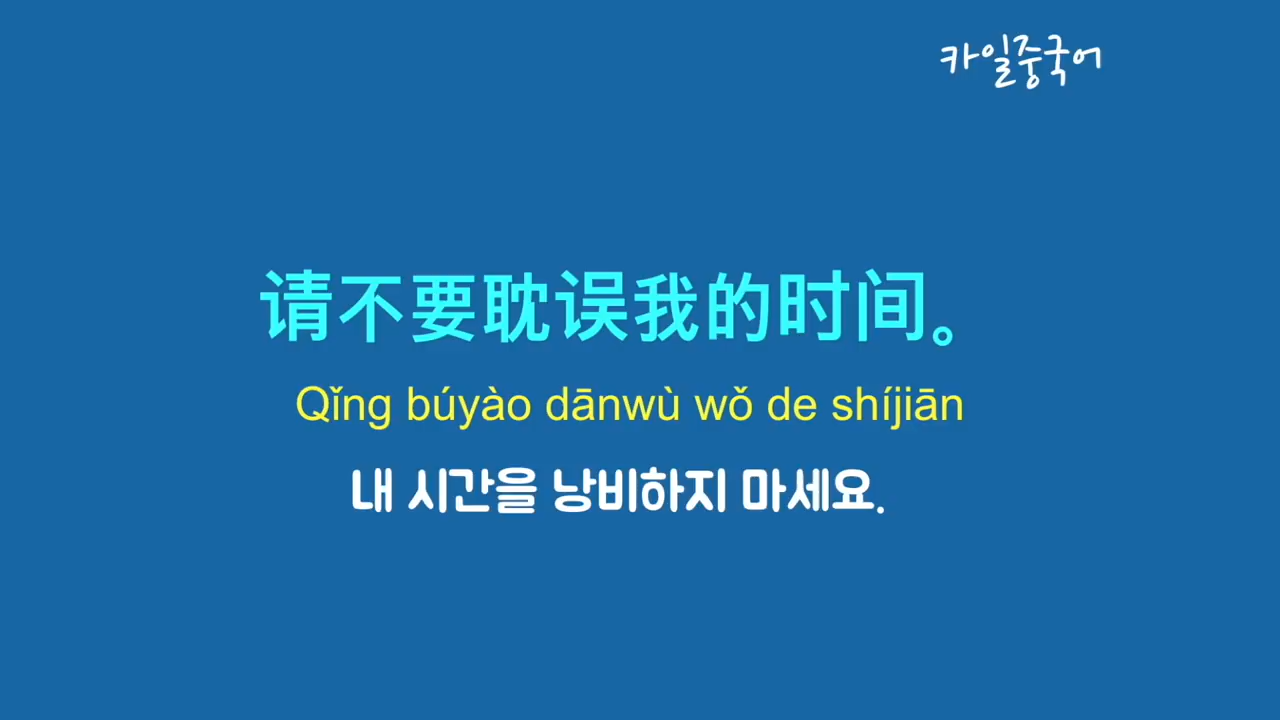 카일중국어
请不要耽误我的时间。
Qǐng búyào dānwù wǒ de shíjiān
내 시간을 낭비하지 마세요.